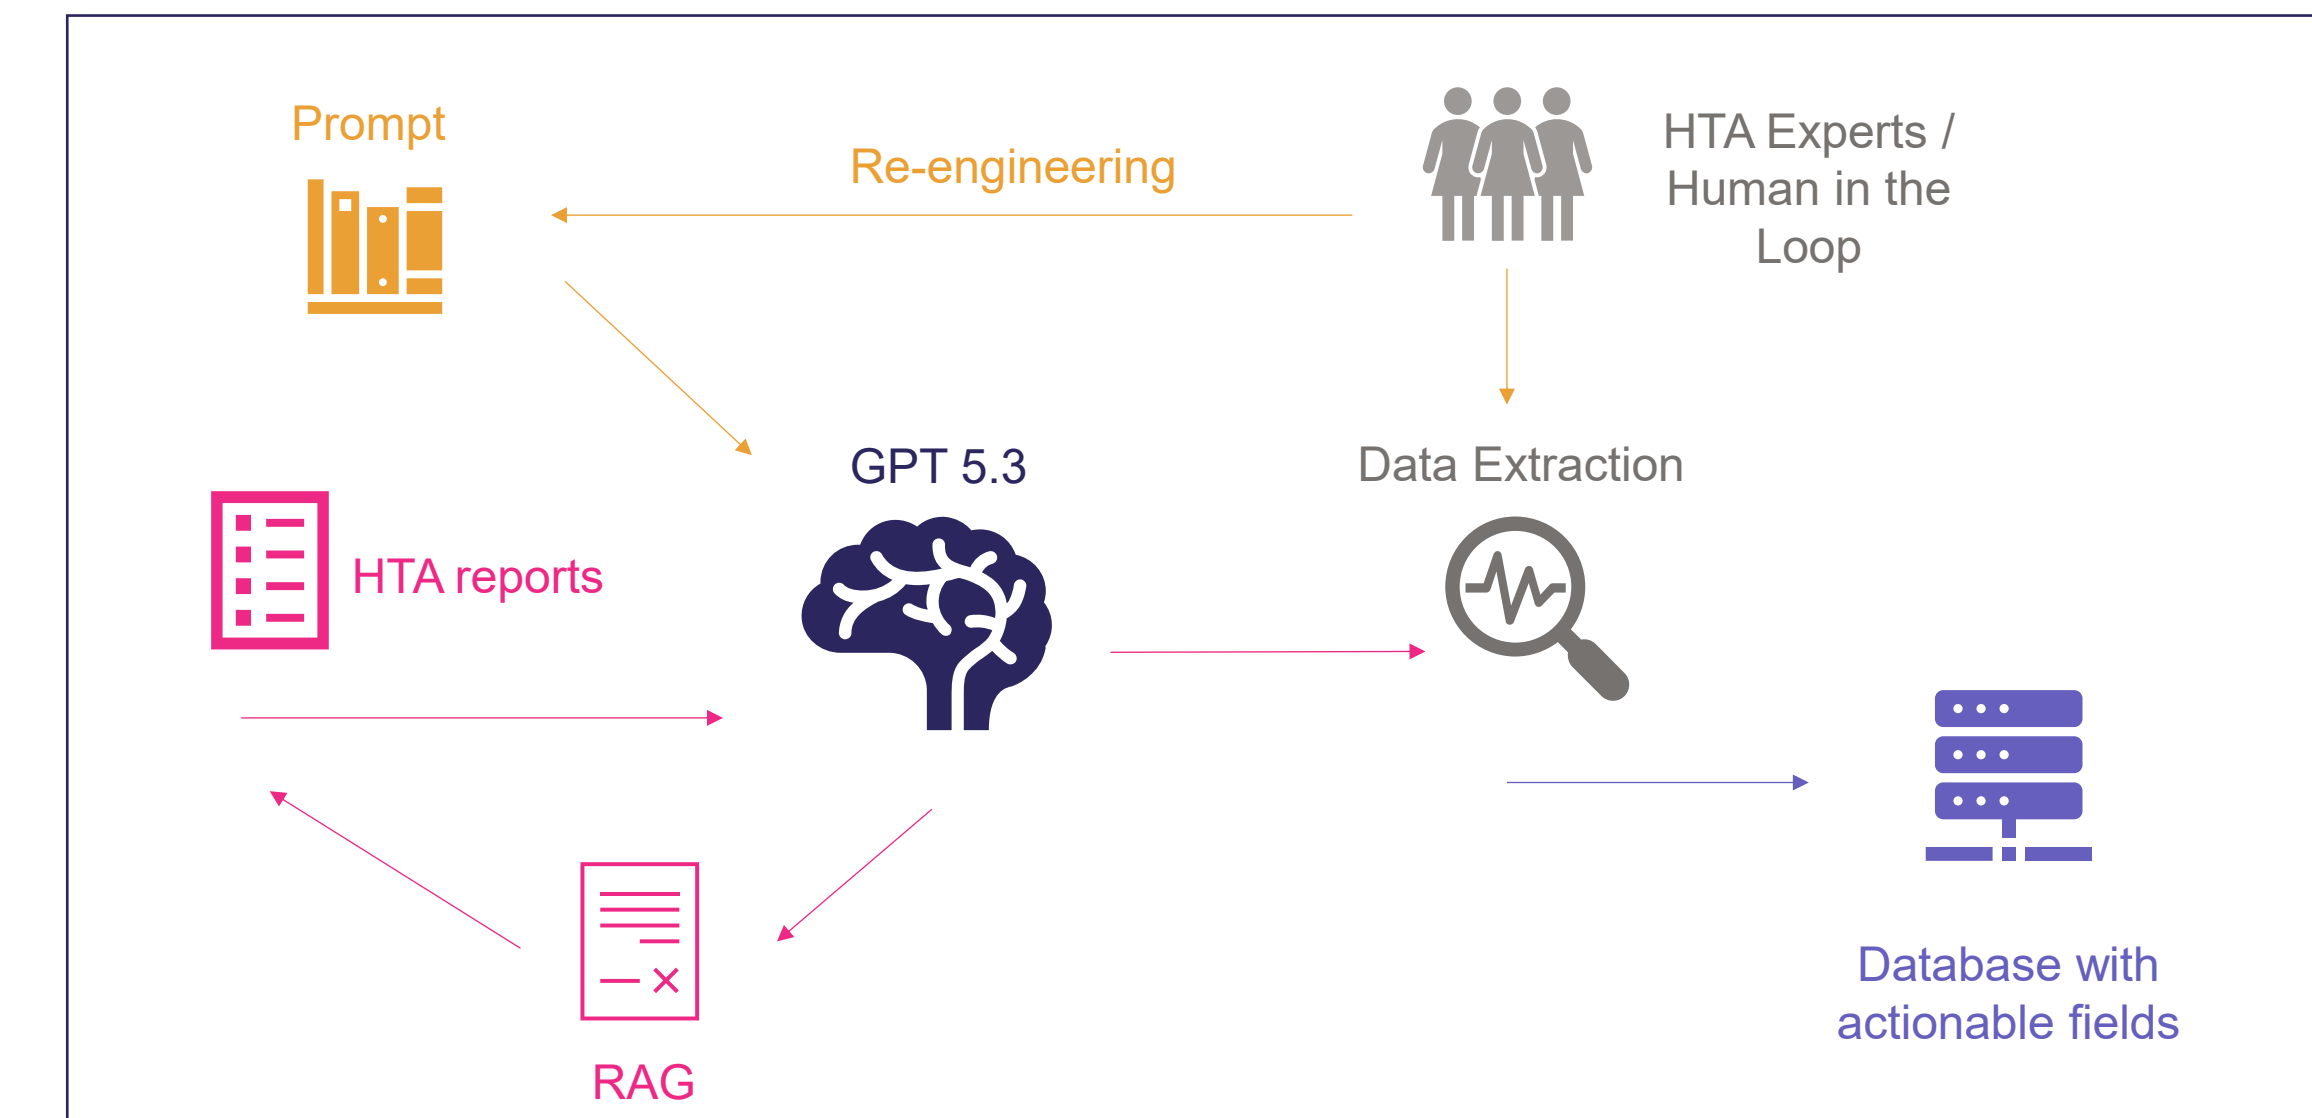 Prompt
Re-engineering
HTA Experts /
Human in the
Loop
GPT 5.3
Data Extraction
HTA reports
Database with
actionable fields
RAG